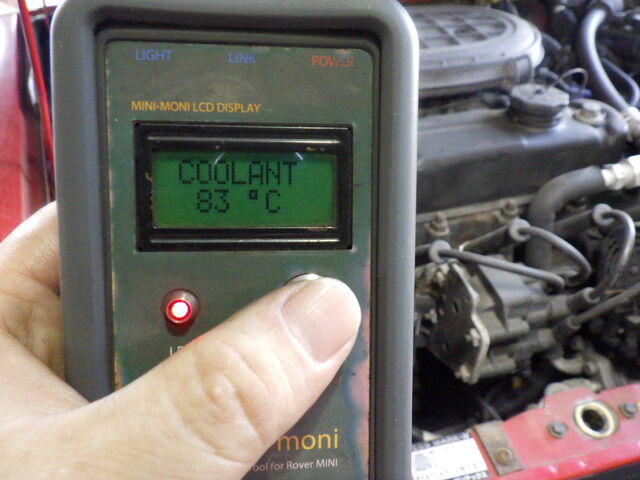 LIGHT LINK POWER
MINI-MONI LCD DISPLAY
COOLANT
83 °C
moni
ool for Rover MINI